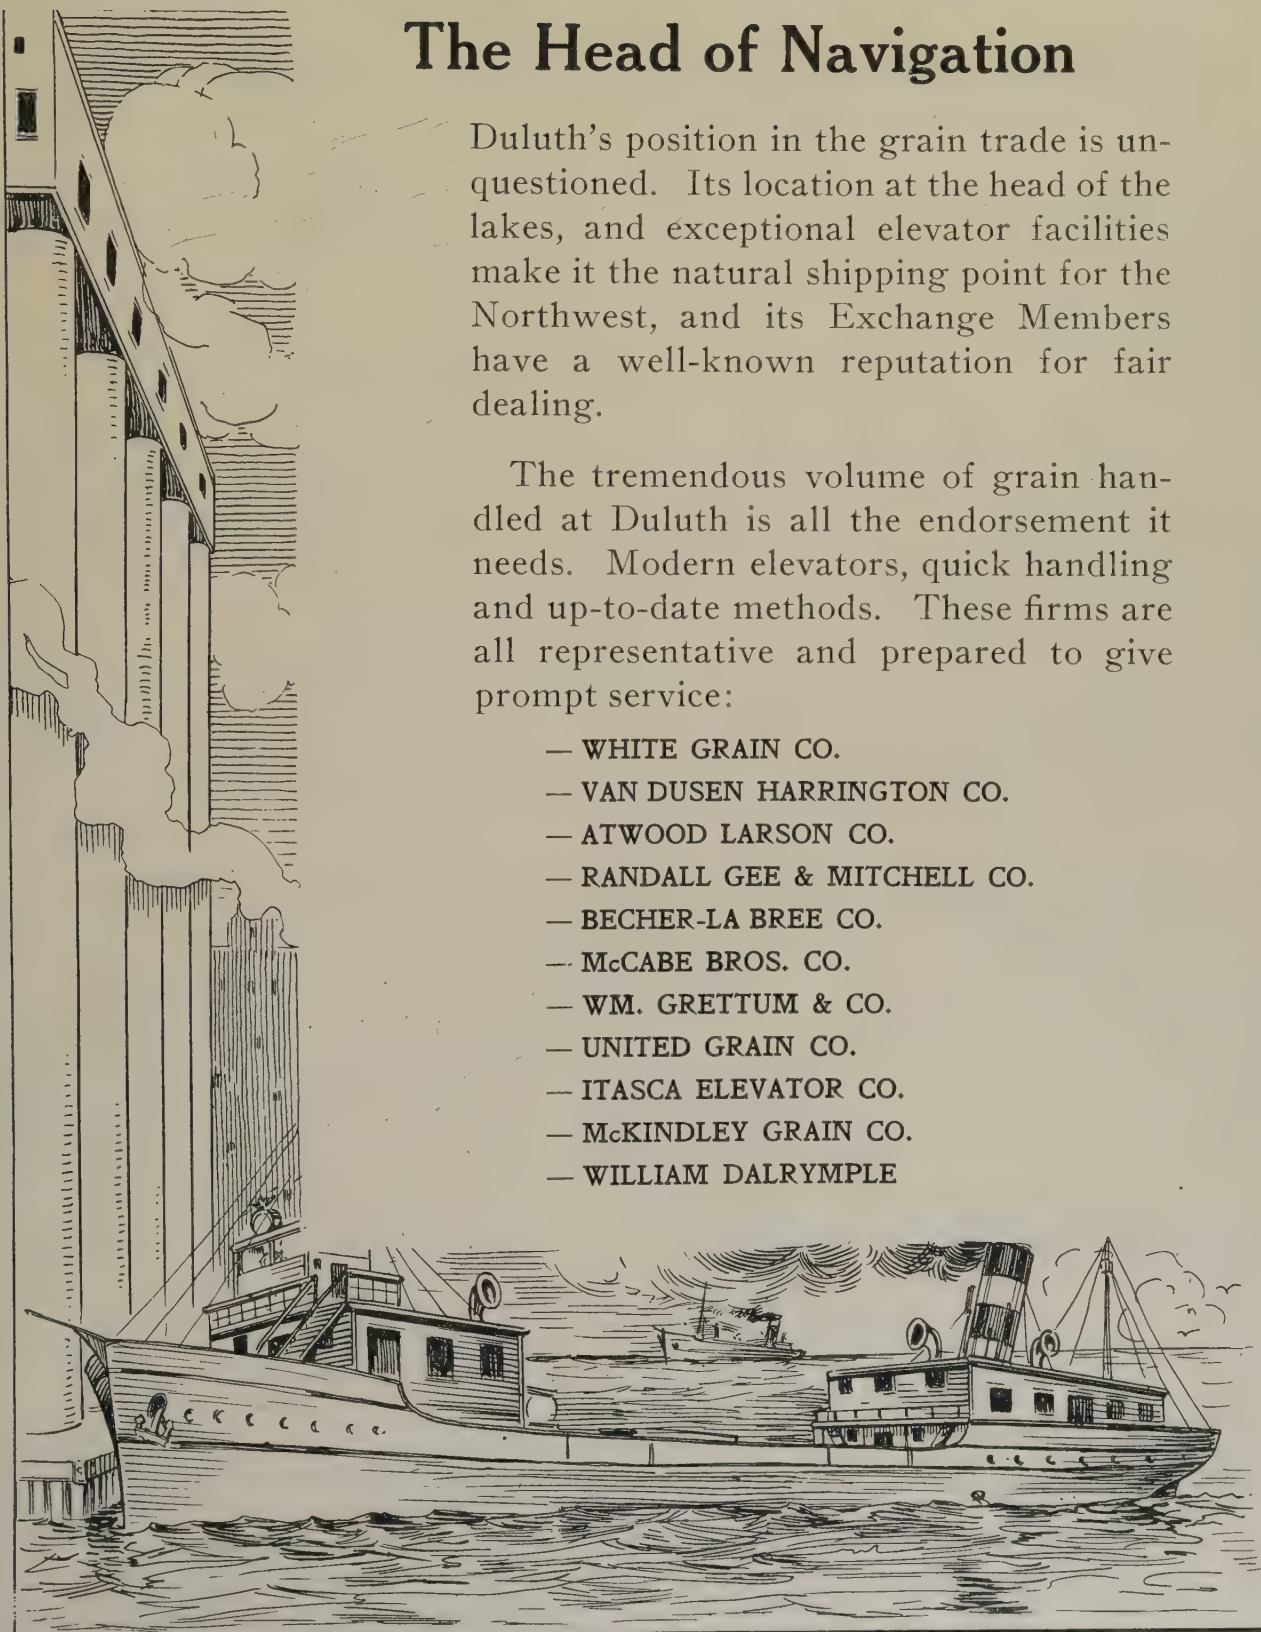 The Head of Navigation
Duluth's position in the grain trade is un-
questioned. Its location at the head of the
lakes, and exceptional elevator facilities
make it the natural shipping point for the
Northwest, and its Exchange Members
have a well-known reputation for fair
dealing.
The tremendous volume of grain han-
dled at Duluth is all the endorsement it
needs. Modern elevators, quick handling
and up-to-date methods. These firms are
all representative and prepared to give
prompt service:
— WHITE GRAIN CO.
— VAN DUSEN HARRINGTON CO.
— ATWOOD LARSON CO.
— RANDALL GEE & MITCHELL CO.
— BECHER-LA BREE CO.
— McCABE BROS. CO.
— WM. GRETTUM & CO.
— UNITED GRAIN CO.
— ITASCA ELEVATOR CO.
— McKINDLEY GRAIN CO.
— WILLIAM DALRYMPLE